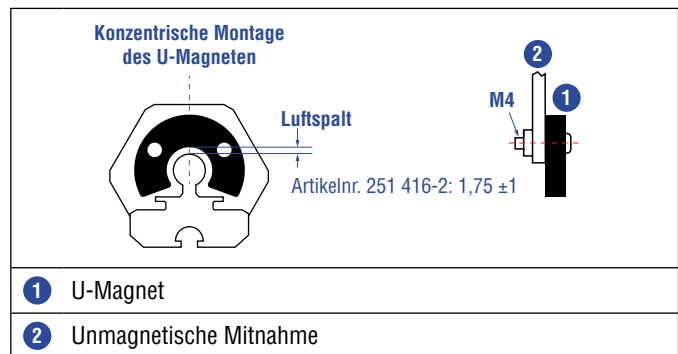 Konzentrische Montage
des U-Magneten
2
1
M4
Luftspalt
Artikelnr. 251 416-2: 1,75 ±1
1 U-Magnet
2 Unmagnetische Mitnahme